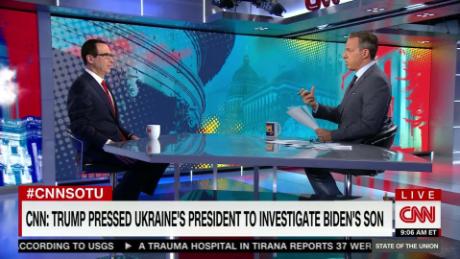 CNN
#CNNSOTU
LIVE
CNN: TRUMP PRESSED UKRAINE'S PRESIDENT TO INVESTIGATE BIDEN'S SON
CNN
9:06 AM ET
CCORDING TO USGS ▸ A TRAUMA HOSPITAL IN TIRANA REPORTS 37 WER
STATE OF THE UNION